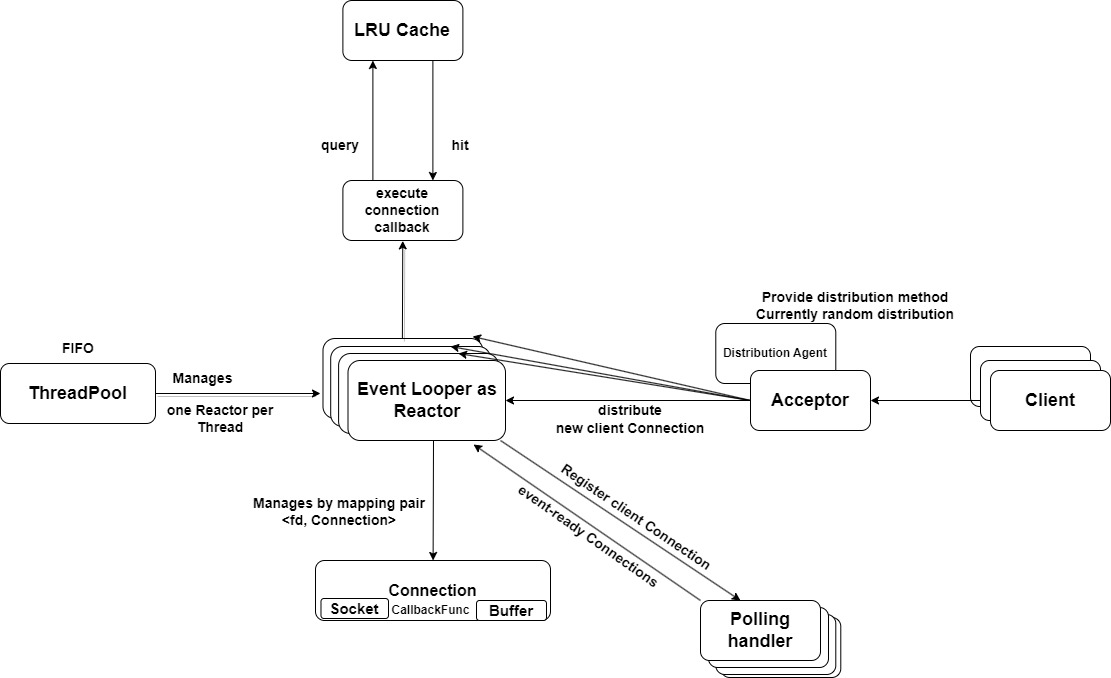 LRU Cache
query
hit
execute
connection
callback
Provide distribution method
Currently random distribution
Distribution Agent
FIFO
ThreadPool
Manages
one Reactor per
Thread
Event Looper as
Reactor
distribute
new client Connection
Acceptor
Client
Manages by mapping pair
<fd, Connection>
Register client Connection
event-ready Connections
Connection
Socket
CallbackFunc
Buffer
Polling
handler